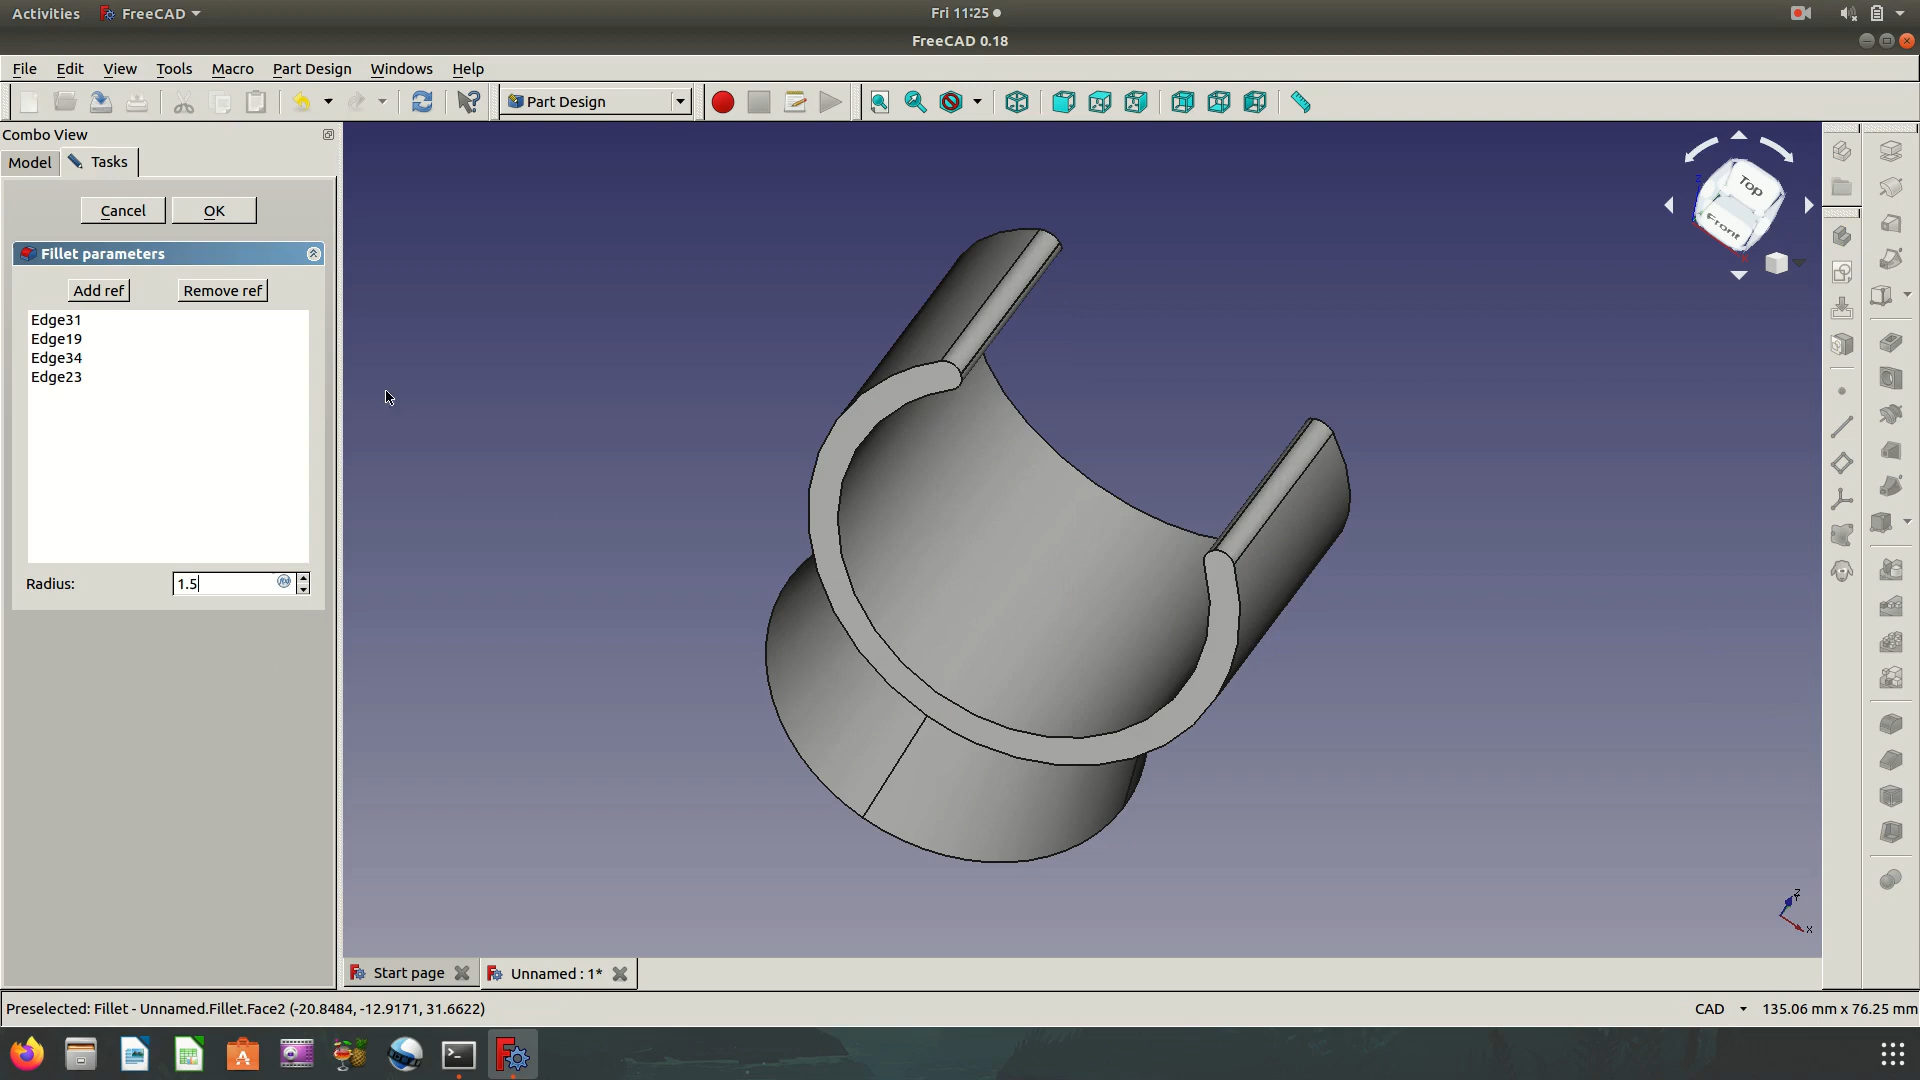 Activities FreeCAD Fri 11:25
FreeCAD 0.18
File Edit View Tools Macro Part Design Windows Help
Part Design
Combo View
Model Tasks
Cancel OK
Fillet parameters
Add ref Remove ref
Edge31
Edge19
Edge34
Edge23
Radius: 1.5
Top
Front
Z
X
Start page Unnamed : 1*
Preselected: Fillet - Unnamed.Fillet.Face2 (-20.8484, -12.9171, 31.6622) CAD 135.06 mm x 76.25 mm